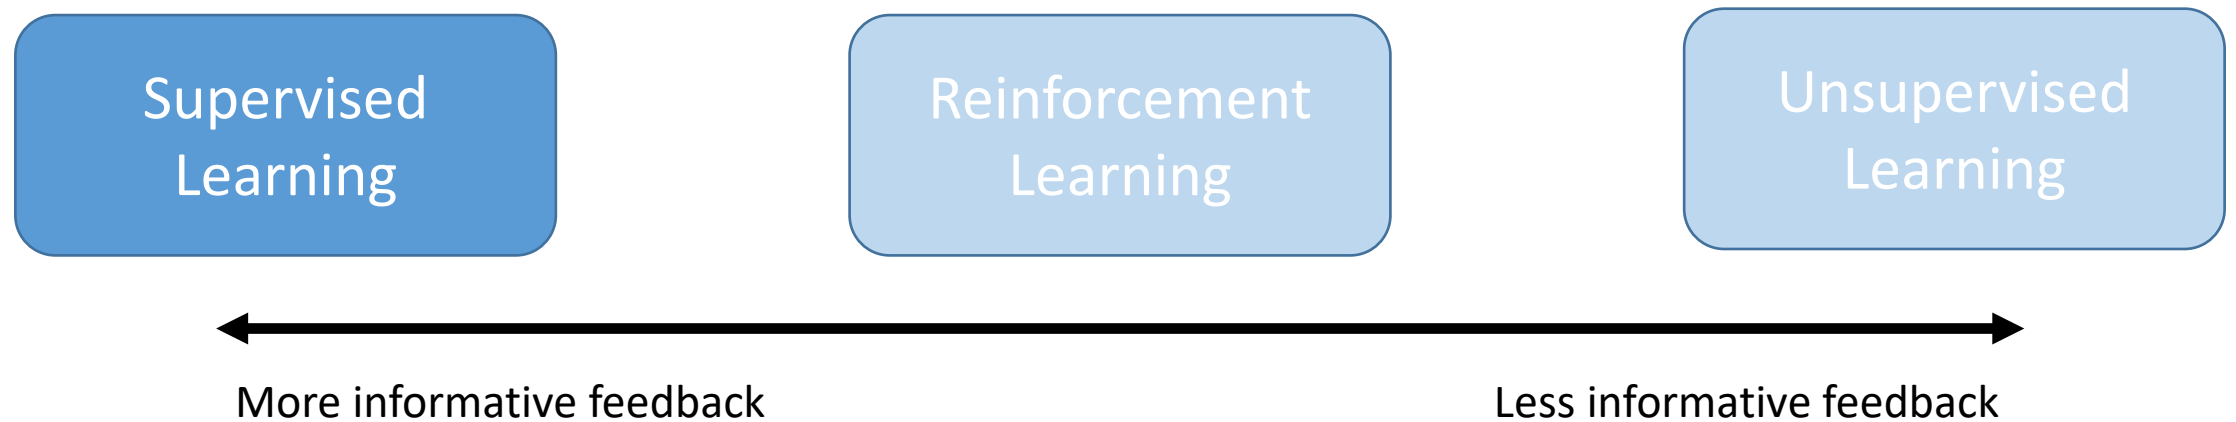 Supervised
Learning
Reinforcement
Learning
Unsupervised
Learning
More informative feedback
Less informative feedback